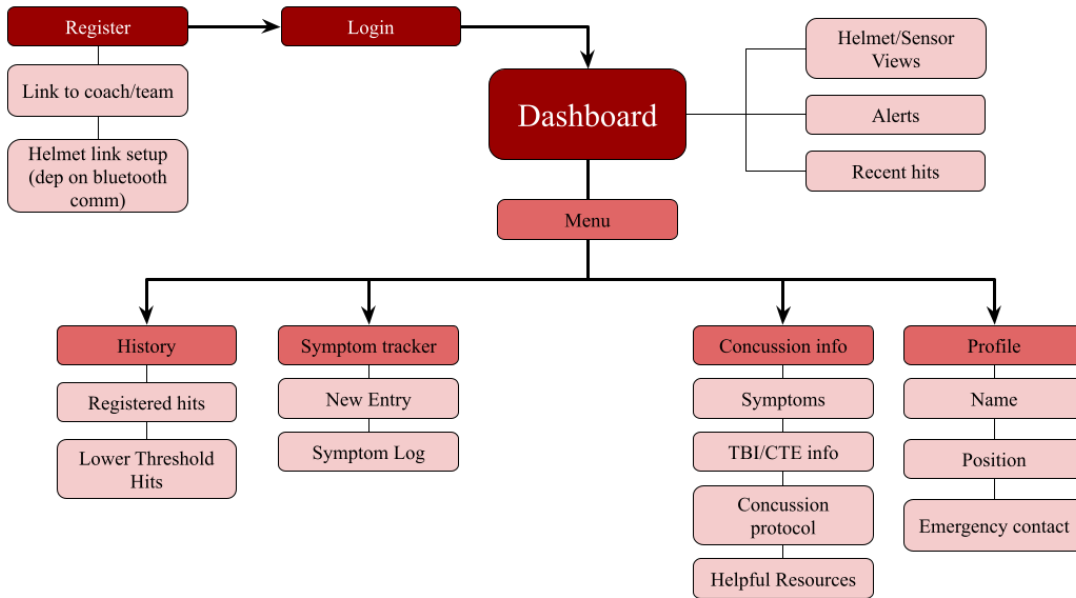 Register
Login
Link to coach/team
Helmet link setup
(dep on bluetooth
comm)
Dashboard
Helmet/Sensor
Views
Alerts
Recent hits
Menu
History
Registered hits
Lower Threshold
Hits
Symptom tracker
New Entry
Symptom Log
Concussion info
Symptoms
TBI/CTE info
Concussion
protocol
Helpful Resources
Profile
Name
Position
Emergency contact